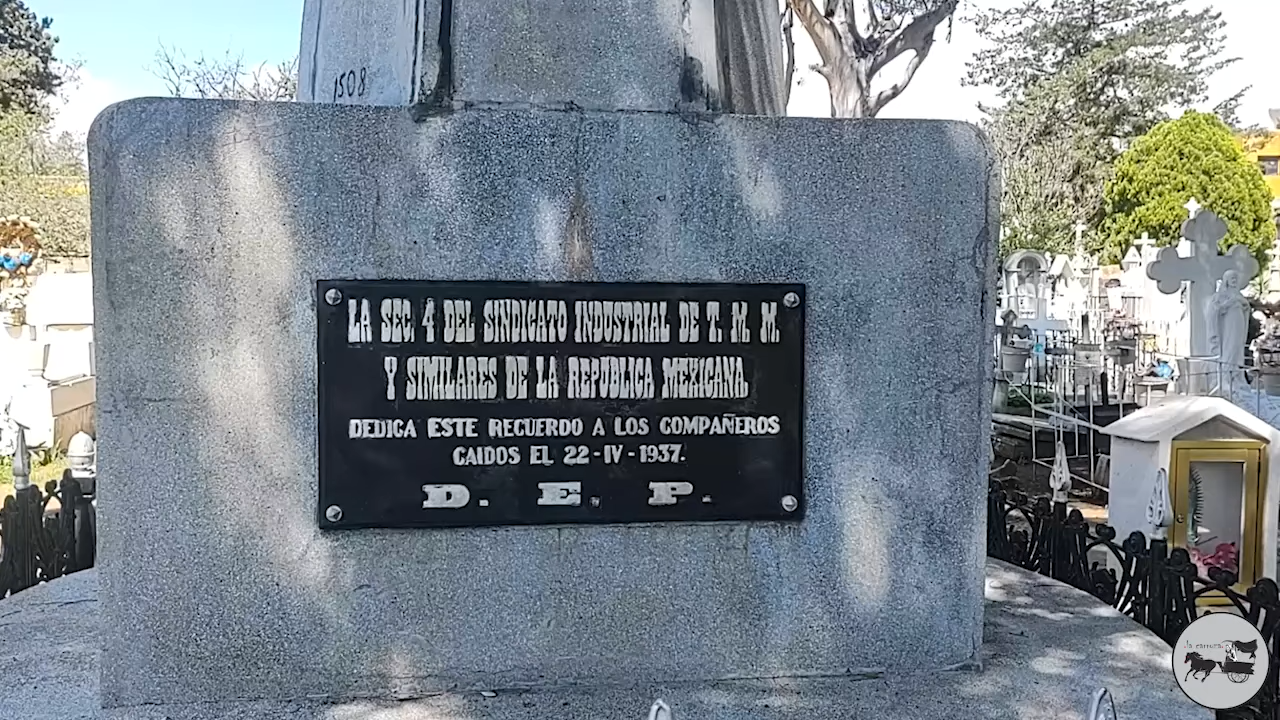 1508
LA SEC. 4 DEL SINDICATO INDUSTRIAL DE T. M. M.
Y SIMILARES DE LA REPUBLICA MEXICANA.
DEDICA ESTE RECUERDO A LOS COMPAÑEROS
CAIDOS EL 22-IV-1937.
D. E. P.